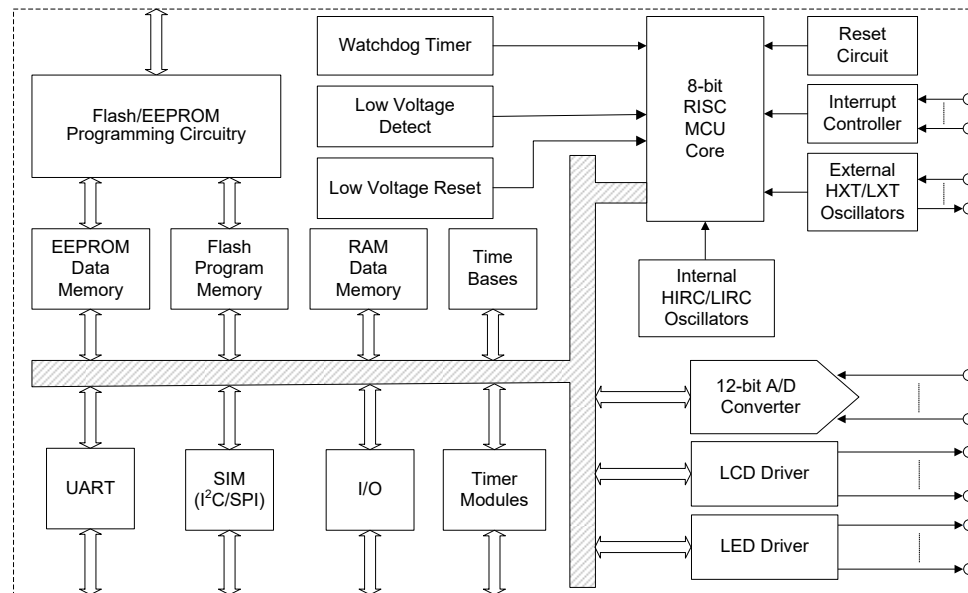 Watchdog Timer
Reset
Circuit
8-bit
RISC
MCU
Core
Flash/EEPROM
Programming Circuitry
Low Voltage
Detect
Interrupt
Controller
Low Voltage Reset
External
HXT/LXT
Oscillators
EEPROM
Data
Memory
Flash
Program
Memory
RAM
Data
Memory
Time
Bases
Internal
HIRC/LIRC
Oscillators
12-bit A/D
Converter
UART
SIM
(I²C/SPI)
I/O
Timer
Modules
LCD Driver
LED Driver